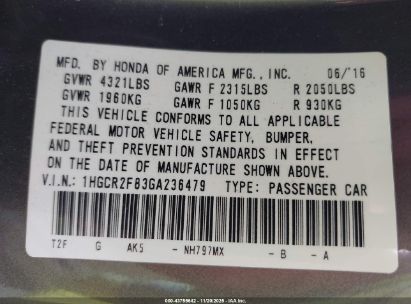 MFD. BY HONDA OF AMERICA MFG., INC. 06/16
GVWR 4321LBS GAWR F 2315LBS R 2050LBS
GVWR 1960KG GAWR F 1050KG R 930KG
THIS VEHICLE CONFORMS TO ALL APPLICABLE
FEDERAL MOTOR VEHICLE SAFETY, BUMPER,
AND THEFT PREVENTION STANDARDS IN EFFECT
ON THE DATE OF MANUFACTURE SHOWN ABOVE.
V.I.N.: 1HGCR2F83GA236479 TYPE: PASSENGER CAR
T2F G AK5 - NH797MX - B - A